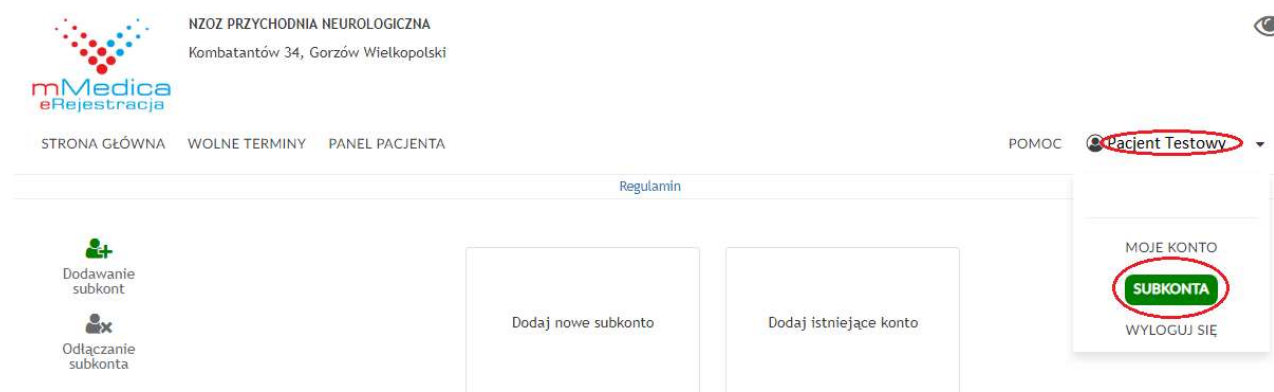 NZOZ PRZYCHODNIA NEUROLOGICZNA
Kombatantów 34, Gorzów Wielkopolski
mMedica
eRejestracja
STRONA GŁÓWNA WOLNE TERMINY PANEL PACJENTA POMOC Pacjent Testowy
Regulamin
MOJE KONTO
SUBKONTA
WYLOGUJ SIĘ
Dodawanie
subkont
Odłączanie
subkonta
Dodaj nowe subkonto
Dodaj istniejące konto